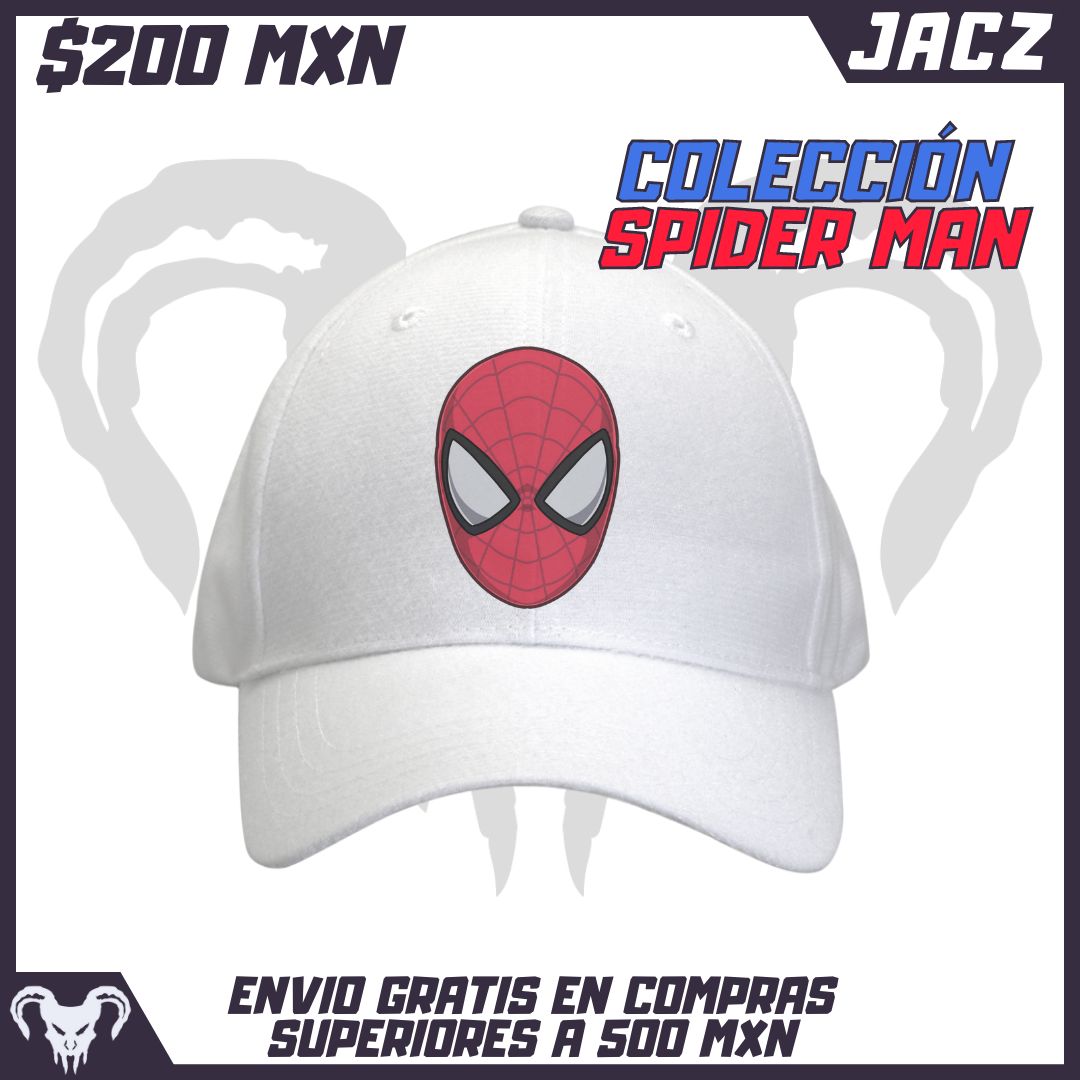 $200 MXN
JACZ
COLECCIÓN
SPIDER MAN
ENVIO GRATIS EN COMPRAS
SUPERIORES A 500 MXN